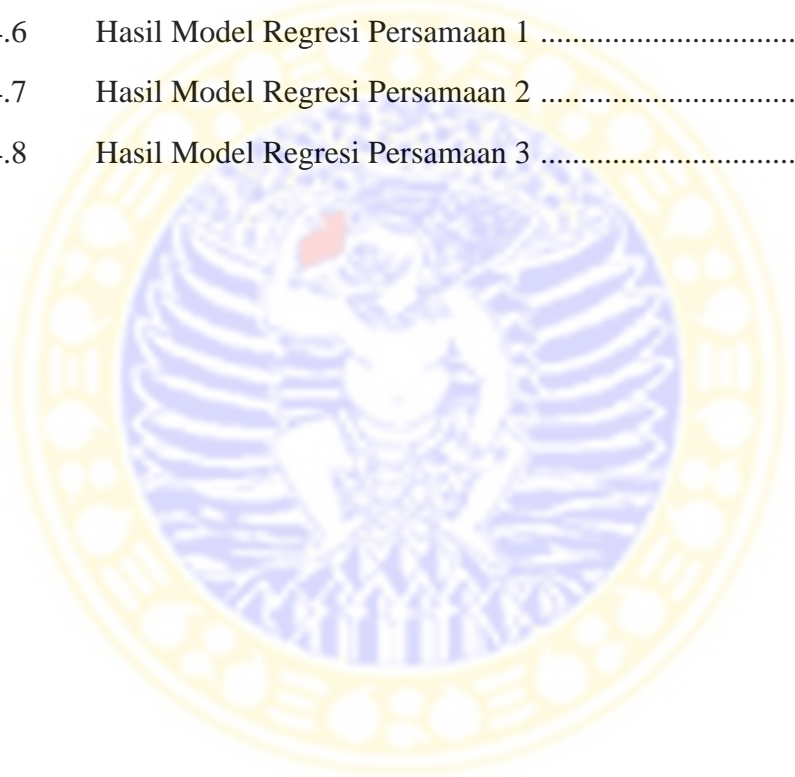 .6 Hasil Model Regresi Persamaan 1 ............................
.7 Hasil Model Regresi Persamaan 2 ............................
.8 Hasil Model Regresi Persamaan 3 ............................